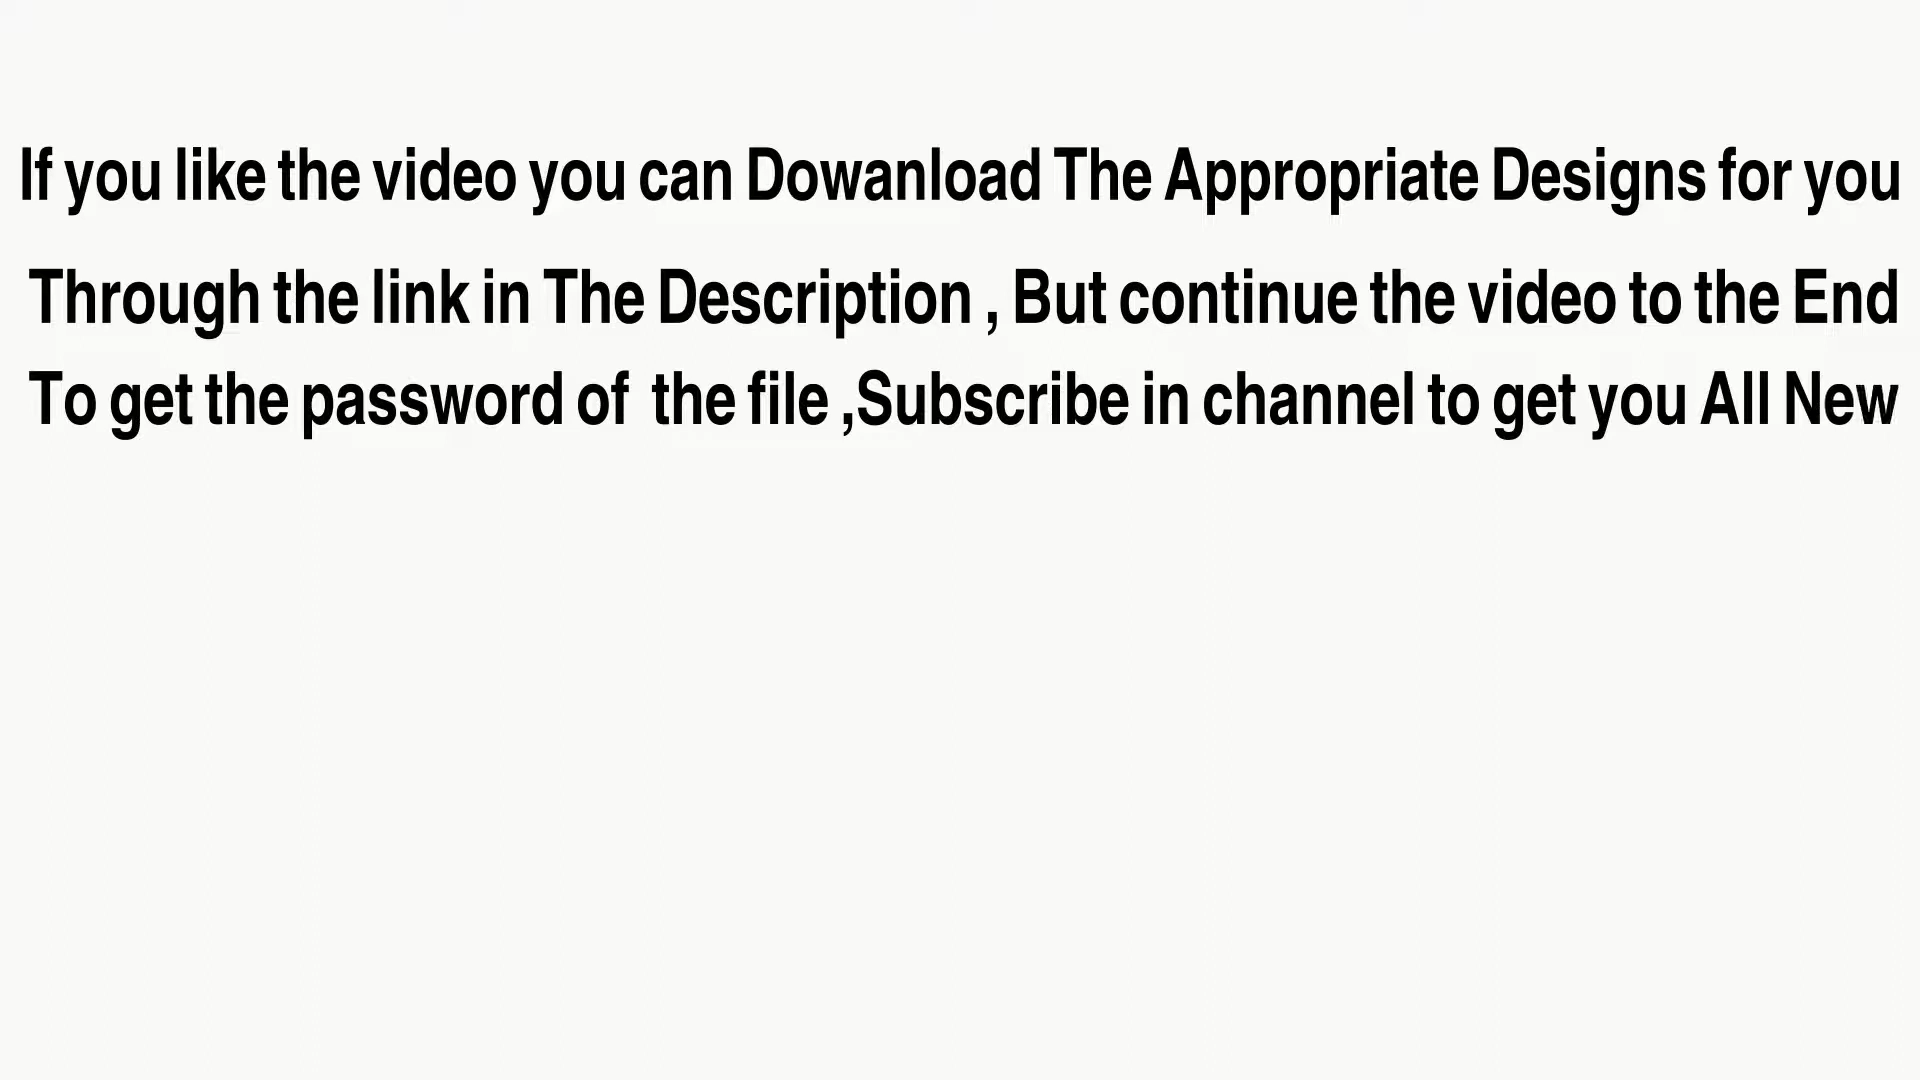 If you like the video you can Dowanload The Appropriate Designs for you
Through the link in The Description , But continue the video to the End
To get the password of  the file ,Subscribe in channel to get you All New